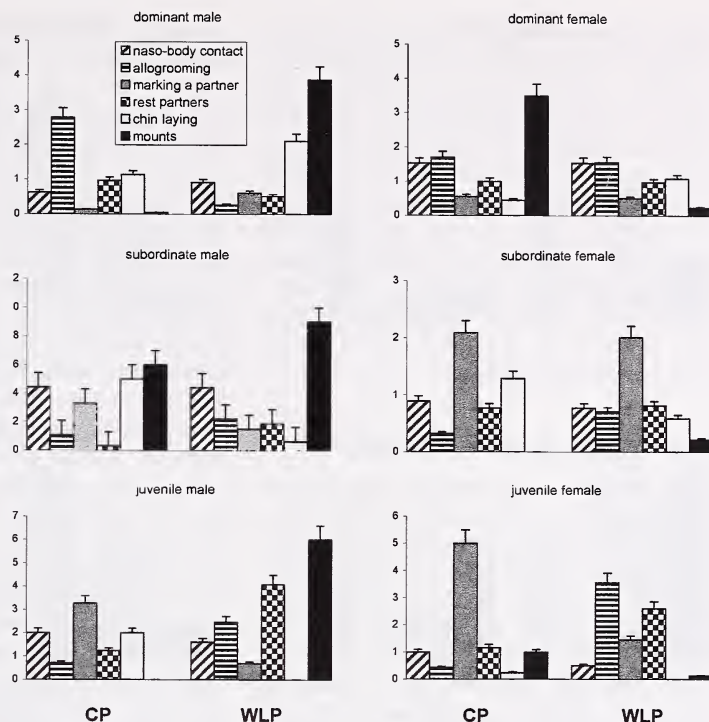 dominant male
5
4
3
2
1
0
naso-body contact
allogrooming
marking a partner
rest partners
chin laying
mounts
dominant female
5
4
3
2
1
0
subordinate male
2
0
8
6
4
2
0
subordinate female
3
2
1
0
juvenile male
7
6
5
4
3
2
1
0
juvenile female
6
5
4
3
2
1
0
CP WLP CP WLP